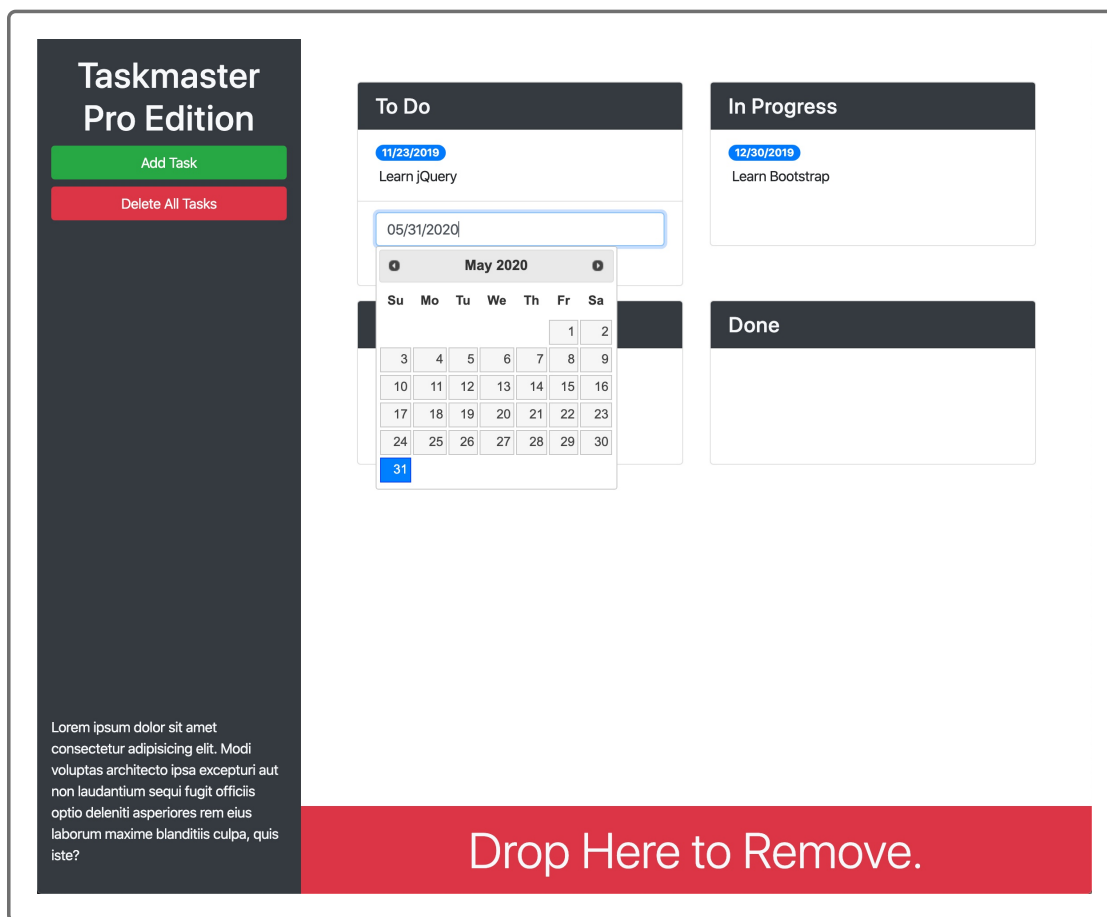 Taskmaster
Pro Edition
Add Task
Delete All Tasks
Lorem ipsum dolor sit amet
consectetur adipisicing elit. Modi
voluptas architecto ipsa excepturi aut
non laudantium sequi fugit officiis
optio deleniti asperiores rem eius
laborum maxime blanditiis culpa, quis
iste?
To Do
11/23/2019
Learn jQuery
05/31/2020
May 2020
Su Mo Tu We Th Fr Sa
1 2
3 4 5 6 7 8 9
10 11 12 13 14 15 16
17 18 19 20 21 22 23
24 25 26 27 28 29 30
31
In Progress
12/30/2019
Learn Bootstrap
Done
Drop Here to Remove.